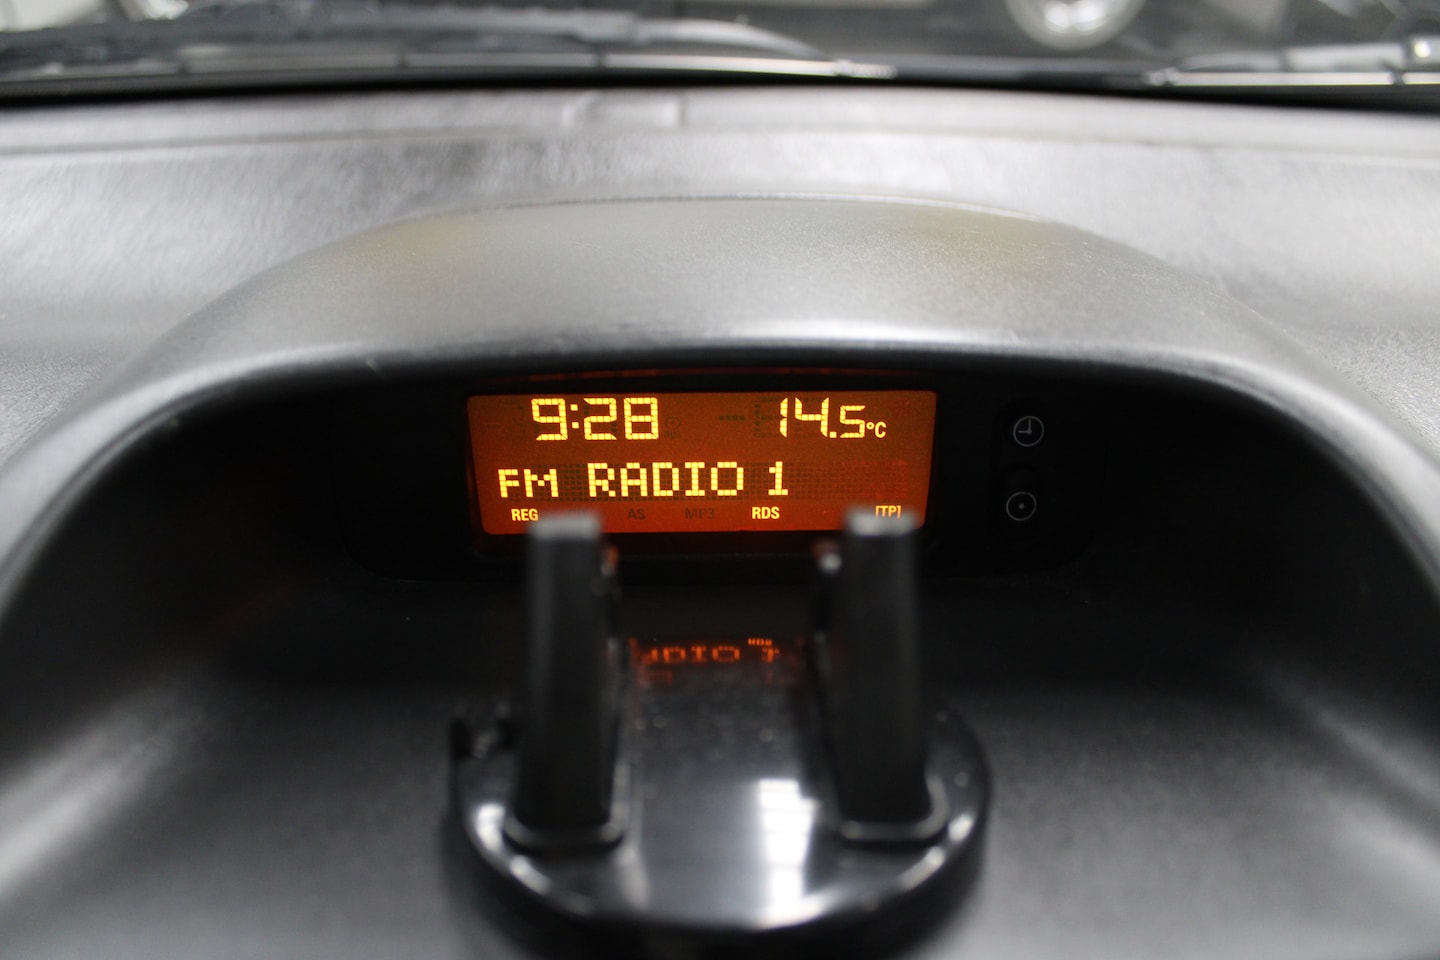 9:28 14.5°C
FM RADIO 1
REG AS MP3 RDS [TP]